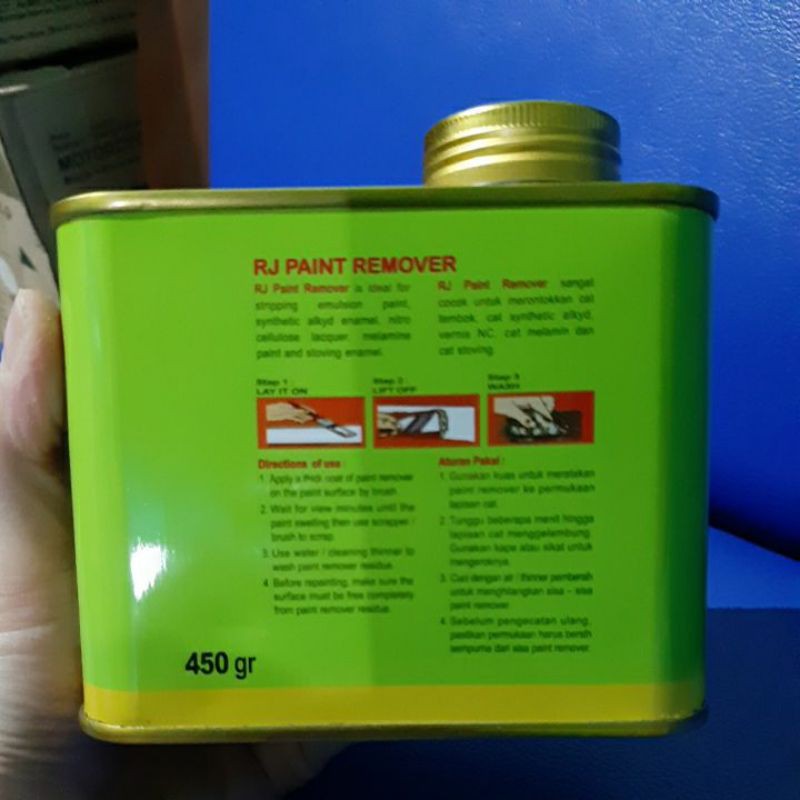 RJ PAINT REMOVER
RJ Paint Remover is ideal for
stripping emulsion paint,
synthetic alkyd enamel, nitro
cellulose lacquer, melamine
paint and stoving enamel.
RJ Paint Remover sangat
cocok untuk merontokkan cat
tembok, cat synthetic alkyd,
vernis NC, cat melamin dan
cat stoving.
Step 1
LAY IT ON
Step 2
LIFT OFF
Step 3
WASH
Directions of use :
1. Apply a thick coat of paint remover
on the paint surface by brush.
2. Wait for view minutes until the
paint swelling then use scrapper /
brush to scrap.
3. Use water / cleaning thinner to
wash paint remover residue.
4. Before repainting, make sure the
surface must be free completely
from paint remover residue.
Aturan Pakai :
1. Gunakan kuas untuk meratakan
paint remover ke permukaan
lapisan cat.
2. Tunggu beberapa menit hingga
lapisan cat menggelembung.
Gunakan kape atau sikat untuk
mengeroknya.
3. Cuci dengan air / thinner pembersih
untuk menghilangkan sisa - sisa
paint remover.
4. Sebelum pengecatan ulang,
pastikan permukaan harus bersih
sempurna dari sisa paint remover.
450 gr